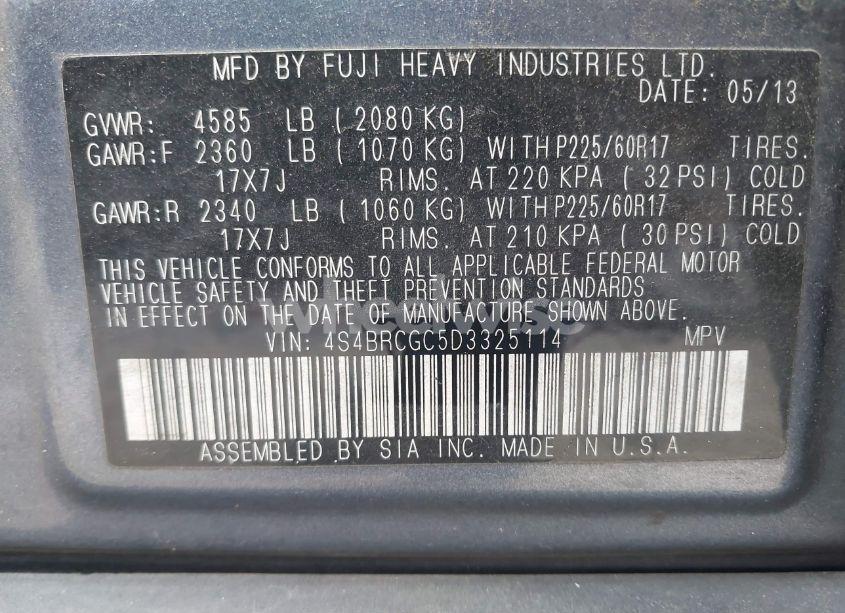 MFD BY FUJI HEAVY INDUSTRIES LTD.
DATE: 05/13
GVWR: 4585 LB ( 2080 KG)
GAWR:F 2360 LB ( 1070 KG) WITH P225/60R17 TIRES.
17X7J RIMS. AT 220 KPA ( 32 PSI) COLD
GAWR:R 2340 LB ( 1060 KG) WITH P225/60R17 TIRES.
17X7J RIMS. AT 210 KPA ( 30 PSI) COLD
THIS VEHICLE CONFORMS TO ALL APPLICABLE FEDERAL MOTOR
VEHICLE SAFETY AND THEFT PREVENTION STANDARDS
IN EFFECT ON THE DATE OF MANUFACTURE SHOWN ABOVE.
wheelwise
VIN: 4S4BRCGC5D3325114 MPV
ASSEMBLED BY SIA INC. MADE IN U.S.A.